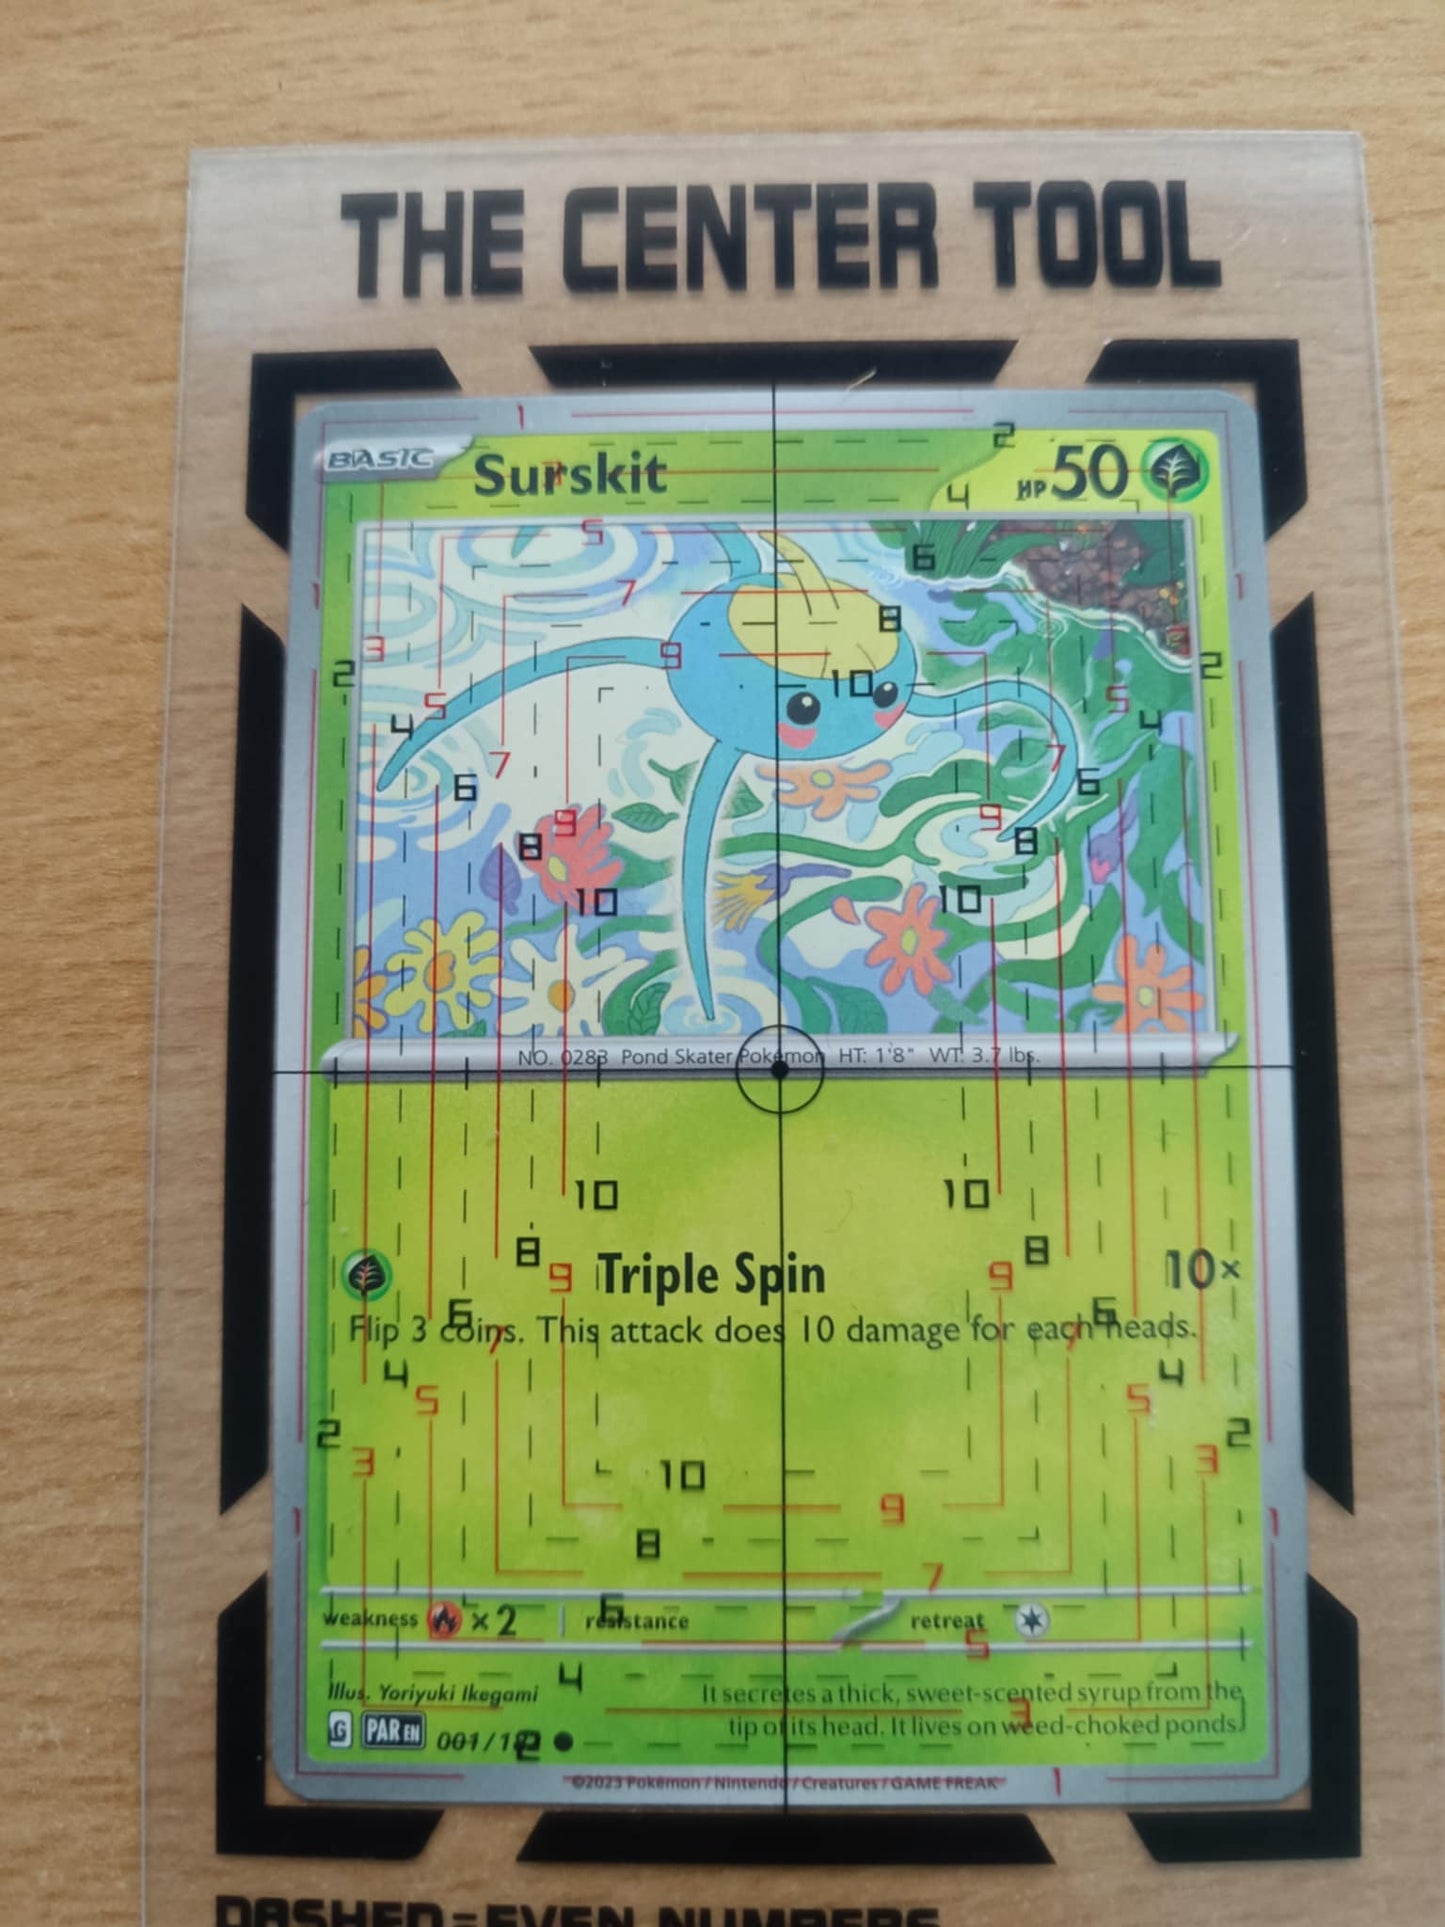 THE CENTER TOOL
BASIC Surskit HP 50
NO. 0283 Pond Skater Pokémon HT: 1'8" WT: 3.7 lbs.
Triple Spin 10×
Flip 3 coins. This attack does 10 damage for each heads.
weakness ×2 resistance retreat
Illus. Yoriyuki Ikegami
It secretes a thick, sweet-scented syrup from the
tip of its head. It lives on weed-choked ponds.
G PAR EN
©2023 Pokémon / Nintendo / Creatures / GAME FREAK
DASHED=EVEN NUMBERS